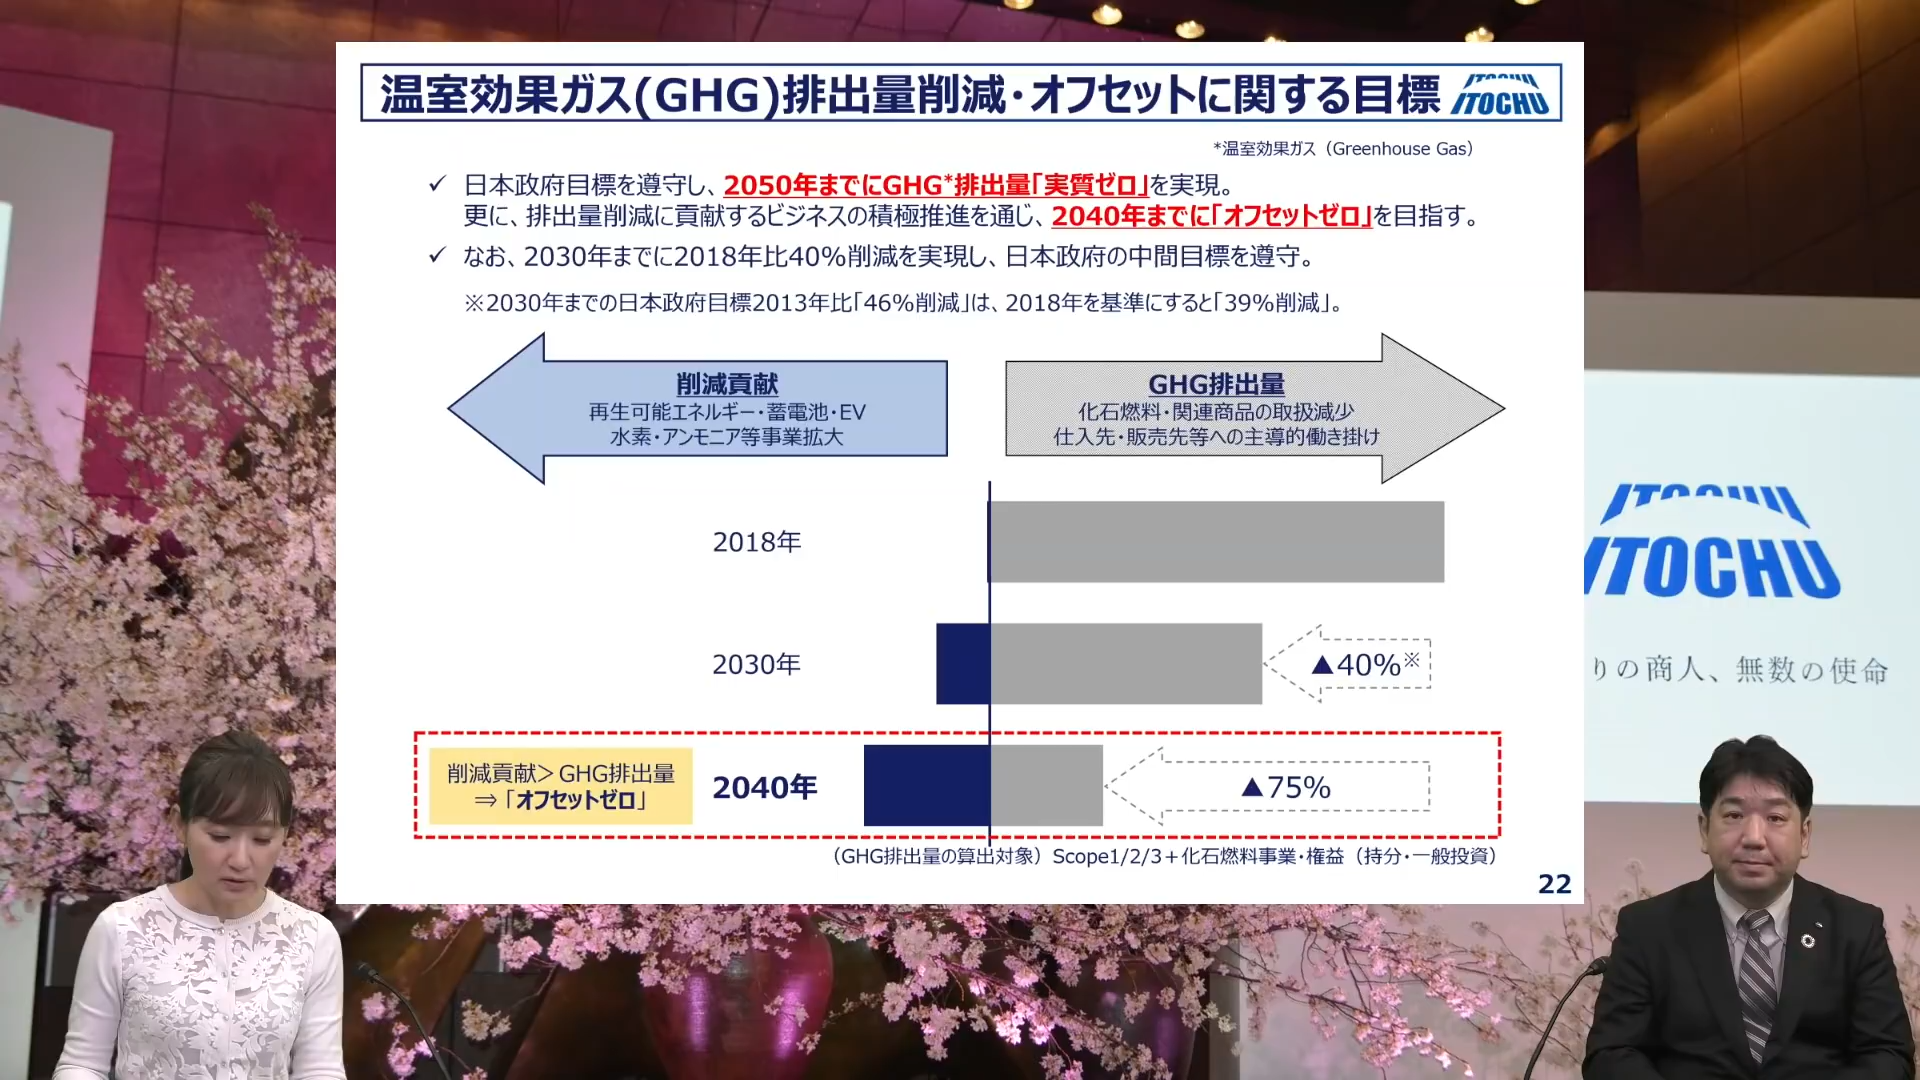 温室効果ガス(GHG)排出量削減・オフセットに関する目標
ITOCHU
ITOCHU
*温室効果ガス（Greenhouse Gas）
✓ 日本政府目標を遵守し、2050年までにGHG*排出量「実質ゼロ」を実現。
更に、排出量削減に貢献するビジネスの積極推進を通じ、2040年までに「オフセットゼロ」を目指す。
✓ なお、2030年までに2018年比40%削減を実現し、日本政府の中間目標を遵守。
※2030年までの日本政府目標2013年比「46%削減」は、2018年を基準にすると「39%削減」。
削減貢献
再生可能エネルギー・蓄電池・EV
水素・アンモニア等事業拡大
GHG排出量
化石燃料・関連商品の取扱減少
仕入先・販売先等への主導的働き掛け
2018年
2030年
▲40%※
削減貢献＞GHG排出量
⇒「オフセットゼロ」
2040年
▲75%
（GHG排出量の算出対象）Scope1/2/3＋化石燃料事業・権益（持分・一般投資）
22
ITOCHU
ITOCHU
りの商人、無数の使命